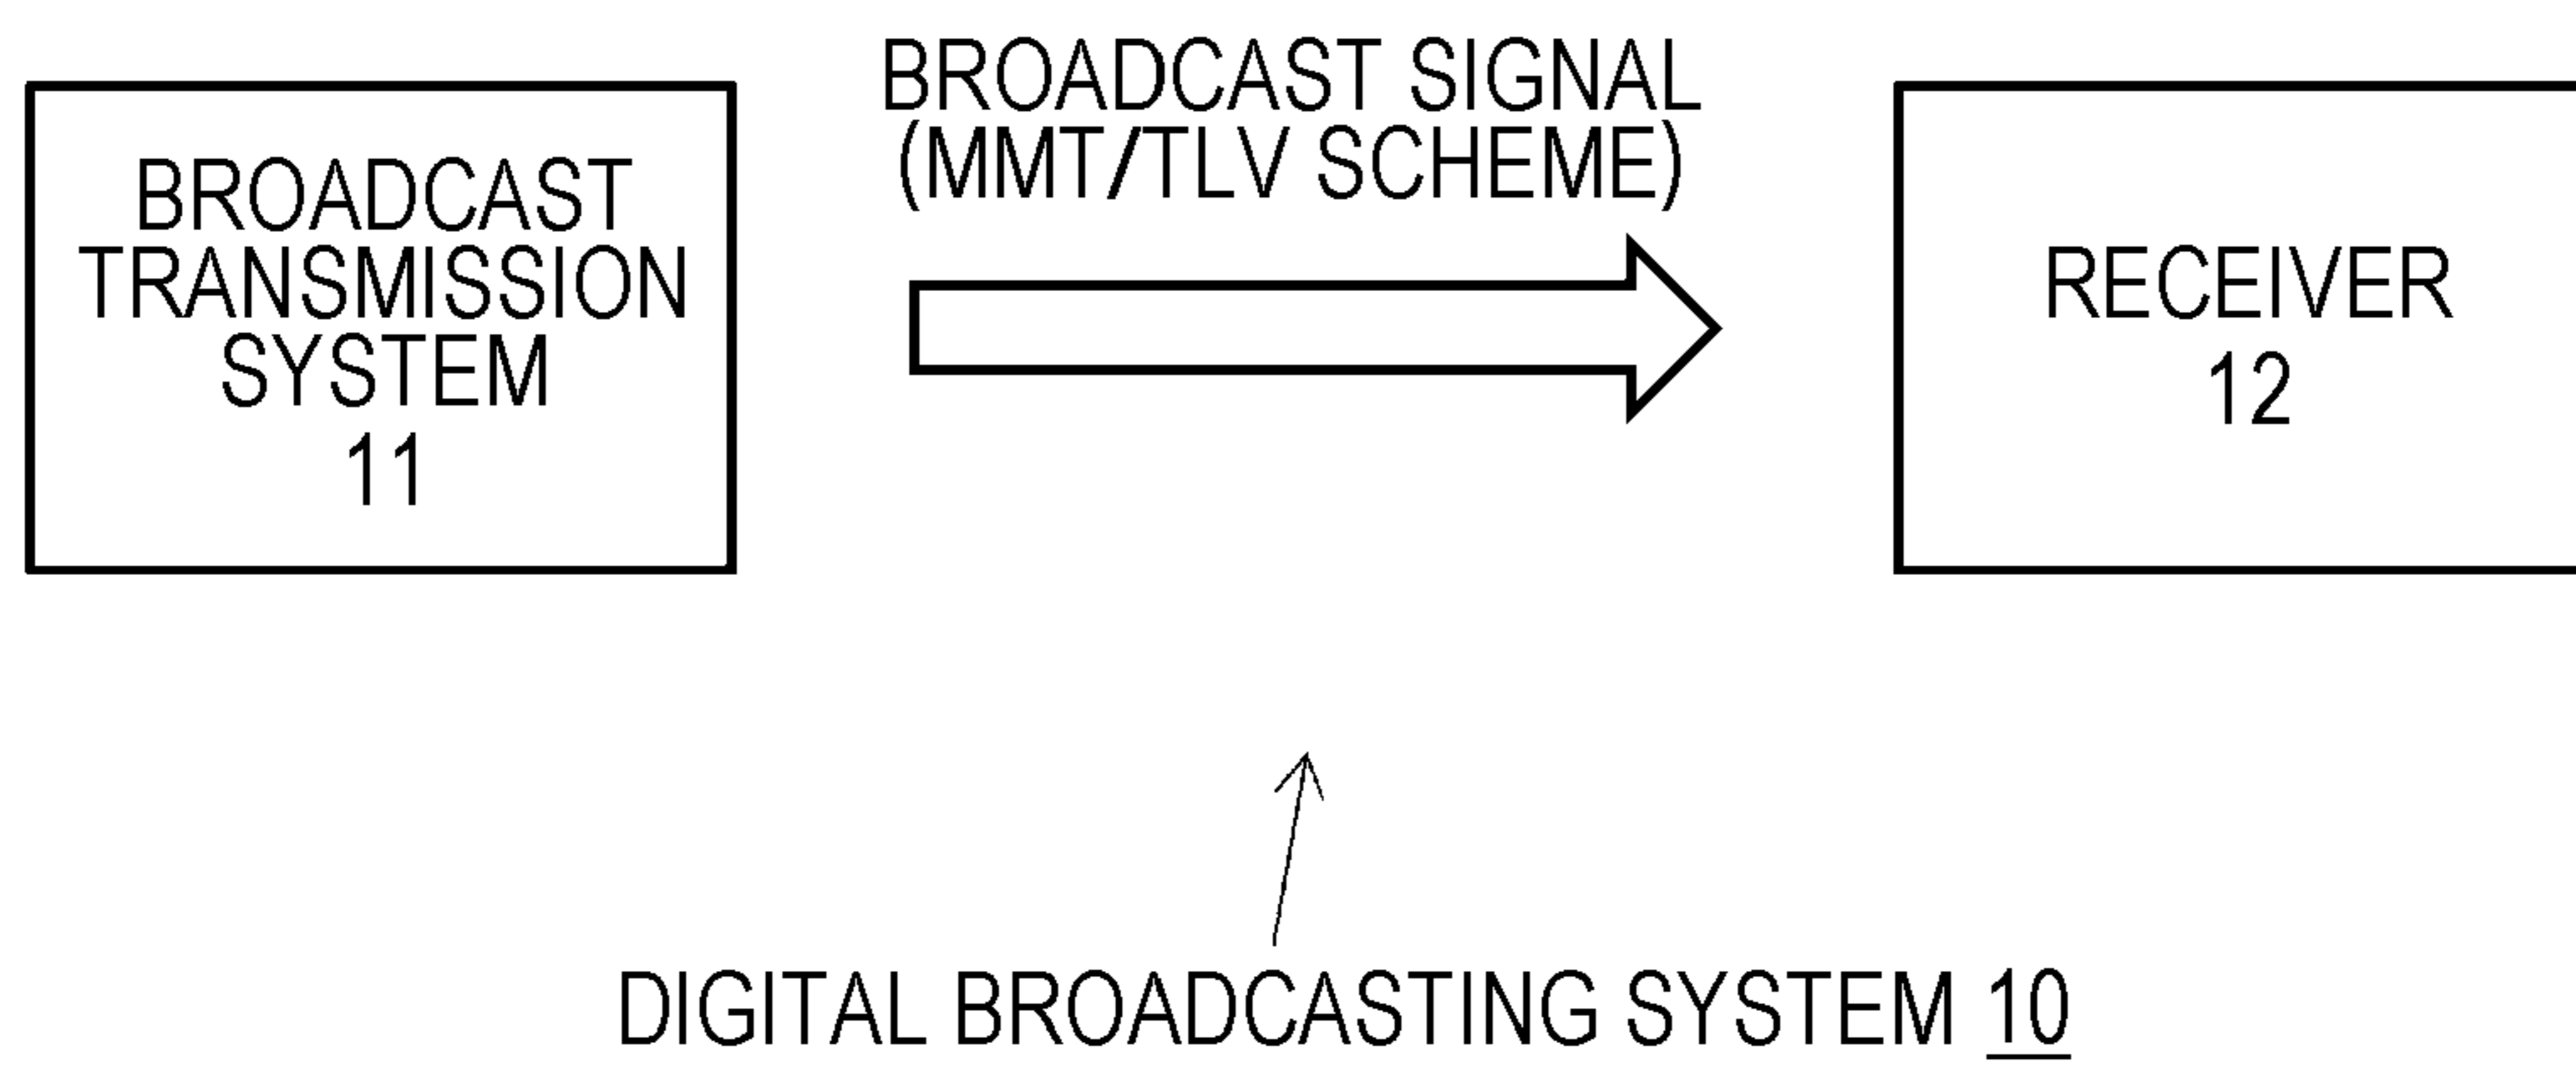 BROADCAST
TRANSMISSION
SYSTEM
11
BROADCAST SIGNAL
(MMT/TLV SCHEME)
RECEIVER
12
DIGITAL BROADCASTING SYSTEM 10